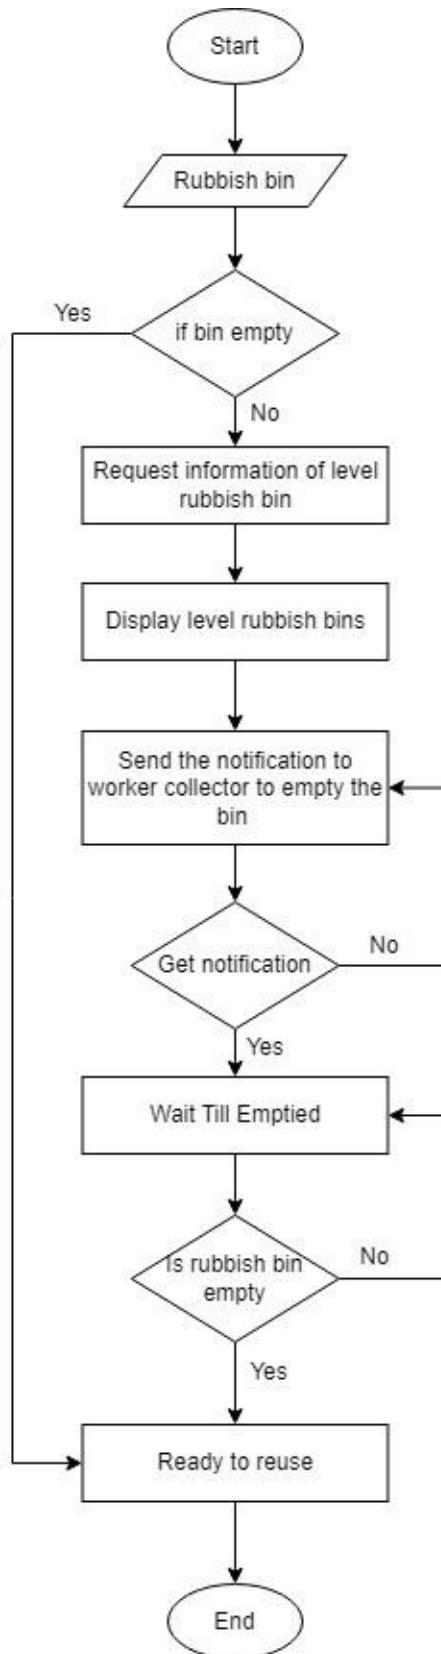 Start
Rubbish bin
Yes
if bin empty
No
Request information of level
rubbish bin
Display level rubbish bins
Send the notification to
worker collector to empty the
bin
Get notification
No
Yes
Wait Till Emptied
Is rubbish bin
empty
No
Yes
Ready to reuse
End